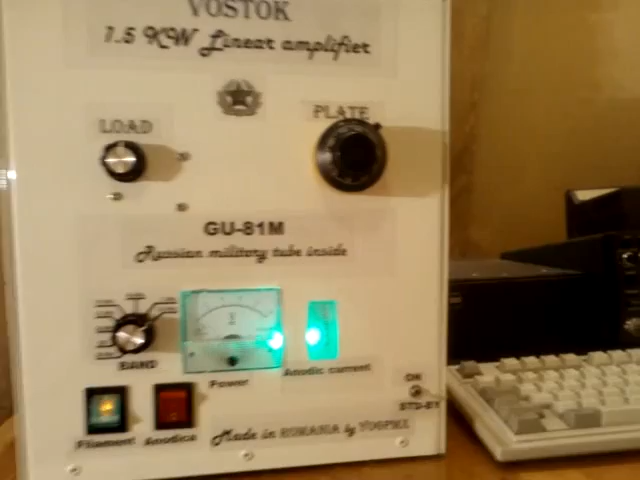 VOSTOK
1.5 KW Linear amplifier
LOAD
PLATE
GU-81M
Russian military tube inside
BAND
Power
Anodic current
ON
STD-BY
Filament
Anodica
Made in ROMANIA by